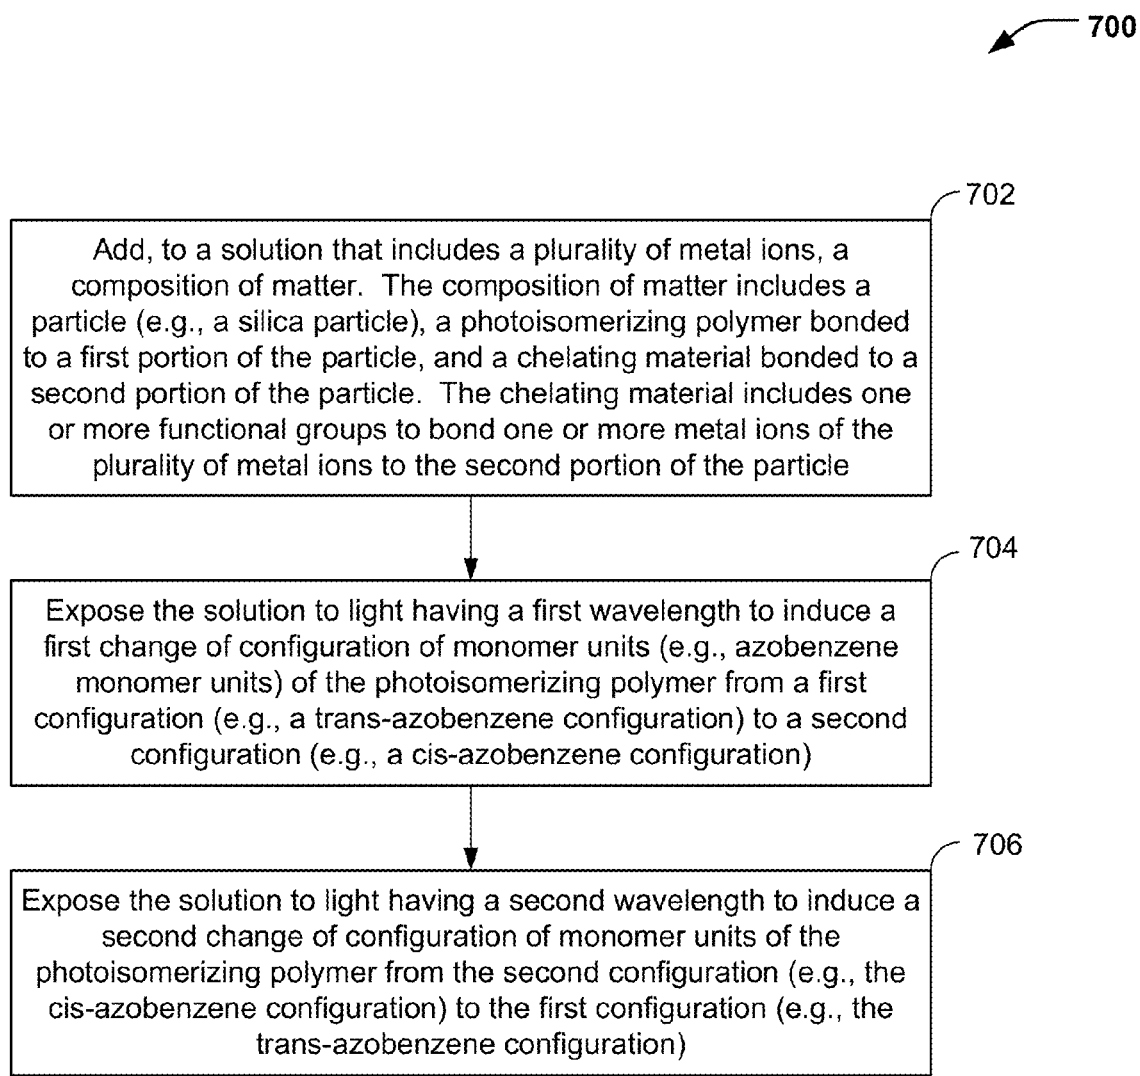 700
702
Add, to a solution that includes a plurality of metal ions, a
composition of matter.  The composition of matter includes a
particle (e.g., a silica particle), a photoisomerizing polymer bonded
to a first portion of the particle, and a chelating material bonded to a
second portion of the particle.  The chelating material includes one
or more functional groups to bond one or more metal ions of the
plurality of metal ions to the second portion of the particle
704
Expose the solution to light having a first wavelength to induce a
first change of configuration of monomer units (e.g., azobenzene
monomer units) of the photoisomerizing polymer from a first
configuration (e.g., a trans-azobenzene configuration) to a second
configuration (e.g., a cis-azobenzene configuration)
706
Expose the solution to light having a second wavelength to induce a
second change of configuration of monomer units of the
photoisomerizing polymer from the second configuration (e.g., the
cis-azobenzene configuration) to the first configuration (e.g., the
trans-azobenzene configuration)